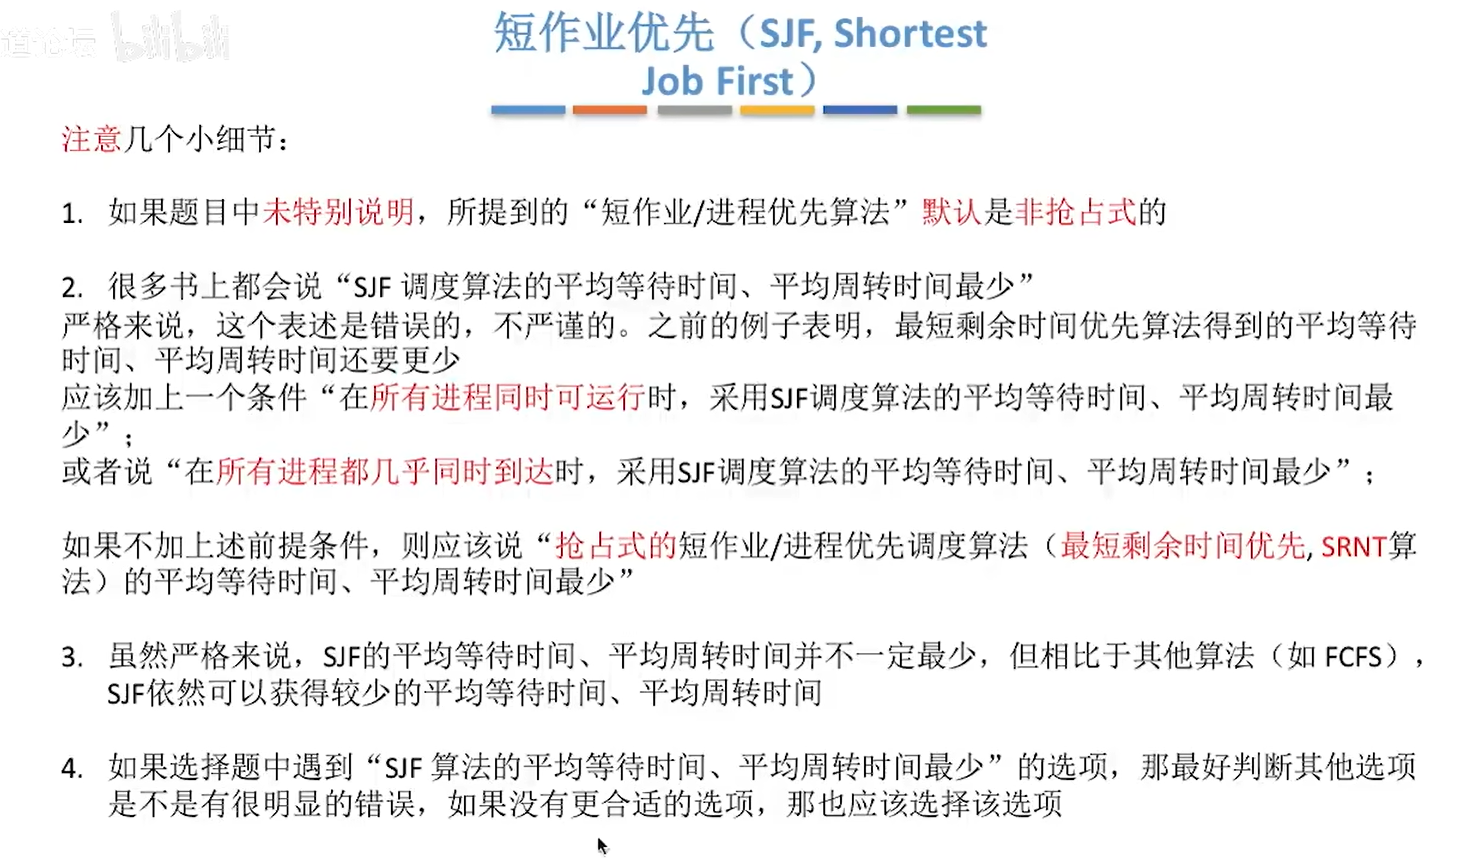 道论坛 bilibili
短作业优先（SJF, Shortest
Job First）
注意几个小细节：
1. 如果题目中未特别说明，所提到的“短作业/进程优先算法”默认是非抢占式的
2. 很多书上都会说“SJF 调度算法的平均等待时间、平均周转时间最少”
严格来说，这个表述是错误的，不严谨的。之前的例子表明，最短剩余时间优先算法得到的平均等待
时间、平均周转时间还要更少
应该加上一个条件“在所有进程同时可运行时，采用SJF调度算法的平均等待时间、平均周转时间最
少”；
或者说“在所有进程都几乎同时到达时，采用SJF调度算法的平均等待时间、平均周转时间最少”；
如果不加上述前提条件，则应该说“抢占式的短作业/进程优先调度算法（最短剩余时间优先, SRNT算
法）的平均等待时间、平均周转时间最少”
3. 虽然严格来说，SJF的平均等待时间、平均周转时间并不一定最少，但相比于其他算法（如 FCFS），
SJF依然可以获得较少的平均等待时间、平均周转时间
4. 如果选择题中遇到“SJF 算法的平均等待时间、平均周转时间最少”的选项，那最好判断其他选项
是不是有很明显的错误，如果没有更合适的选项，那也应该选择该选项